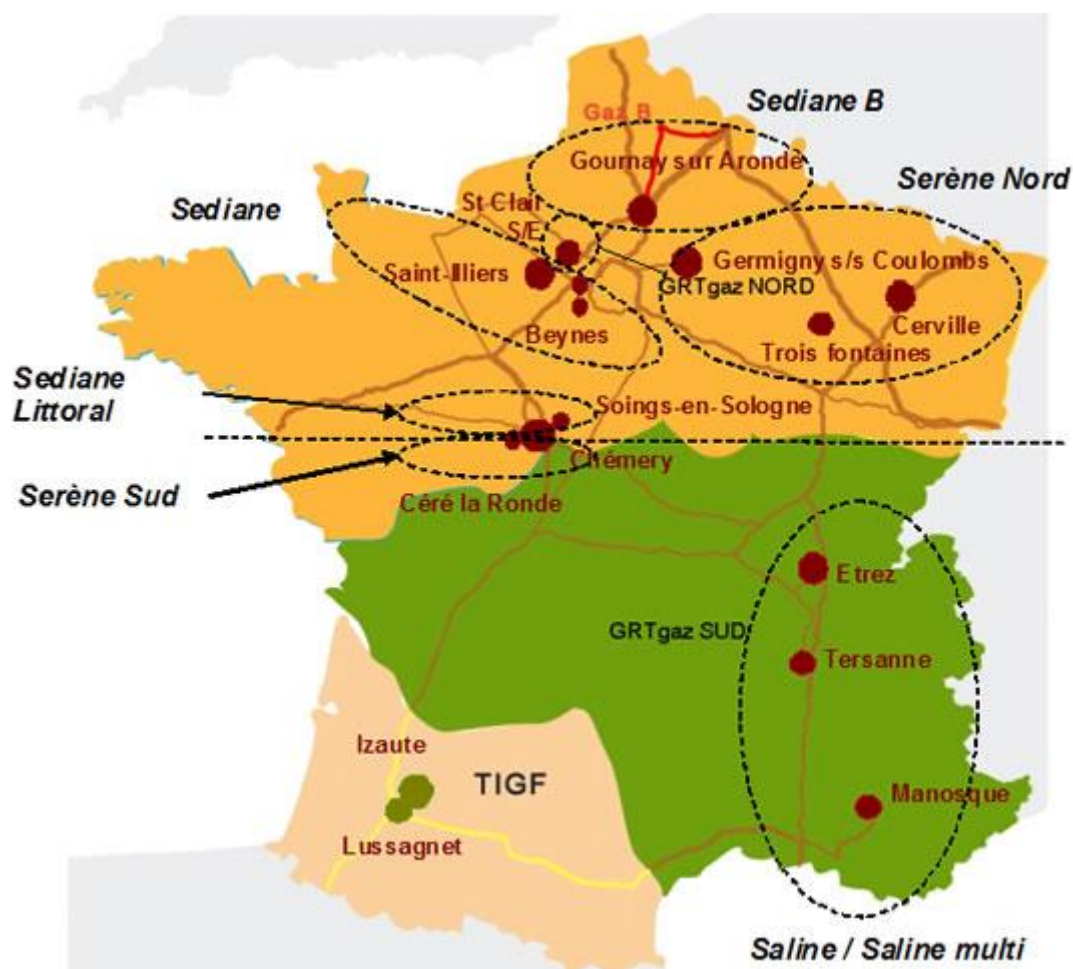 Sediane B
Gaz B
Gournay sur Aronde
Serène Nord
Sediane
St Clair
S/E
Saint-Illiers
Germigny s/s Coulombs
GRTgaz NORD
Beynes
Cerville
Trois fontaines
Sediane
Littoral
Soings-en-Sologne
Chémery
Serène Sud
Céré la Ronde
Etrez
GRTgaz SUD
Tersanne
Izaute
TIGF
Manosque
Lussagnet
Saline / Saline multi